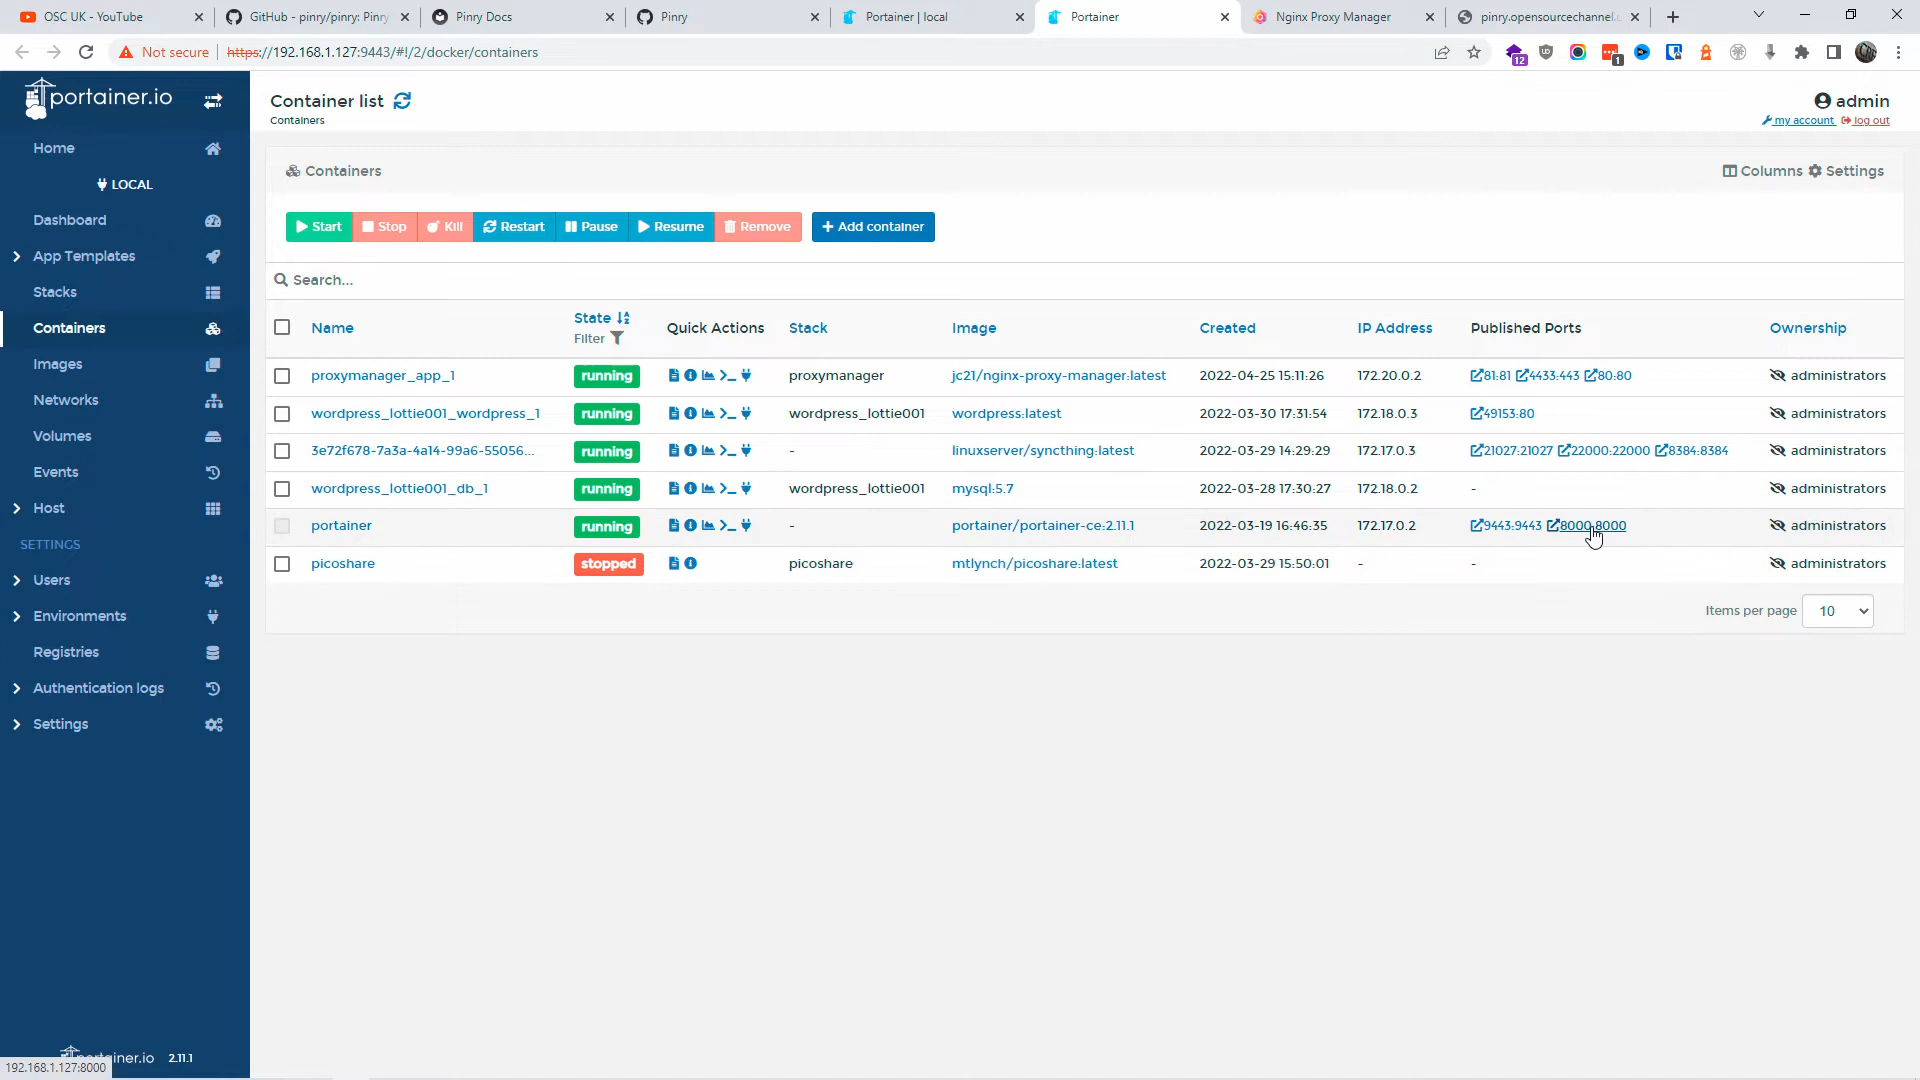 OSC UK - YouTube
GitHub - pinry/pinry: Pinry
Pinry Docs
Pinry
Portainer | local
Portainer
Nginx Proxy Manager
pinry.opensourcechannel.
Not secure
https://192.168.1.127:9443/#!/2/docker/containers
12
1
portainer.io
Container list
Containers
admin
my account log out
Home
LOCAL
Dashboard
App Templates
Stacks
Containers
Images
Networks
Volumes
Events
Host
SETTINGS
Users
Environments
Registries
Authentication logs
Settings
Containers
Columns Settings
Start Stop Kill Restart Pause Resume Remove Add container
Search...
Name State Filter Quick Actions Stack Image Created IP Address Published Ports Ownership
proxymanager_app_1 running proxymanager jc21/nginx-proxy-manager:latest 2022-04-25 15:11:26 172.20.0.2 81:81 4433:443 80:80 administrators
wordpress_lottie001_wordpress_1 running wordpress_lottie001 wordpress:latest 2022-03-30 17:31:54 172.18.0.3 49153:80 administrators
3e72f678-7a3a-4a14-99a6-55056... running - linuxserver/syncthing:latest 2022-03-29 14:29:29 172.17.0.3 21027:21027 22000:22000 8384:8384 administrators
wordpress_lottie001_db_1 running wordpress_lottie001 mysql:5.7 2022-03-28 17:30:27 172.18.0.2 - administrators
portainer running - portainer/portainer-ce:2.11.1 2022-03-19 16:46:35 172.17.0.2 9443:9443 8000:8000 administrators
picoshare stopped picoshare mtlynch/picoshare:latest 2022-03-29 15:50:01 - - administrators
Items per page 10
portainer.io 2.11.1
192.168.1.127:8000